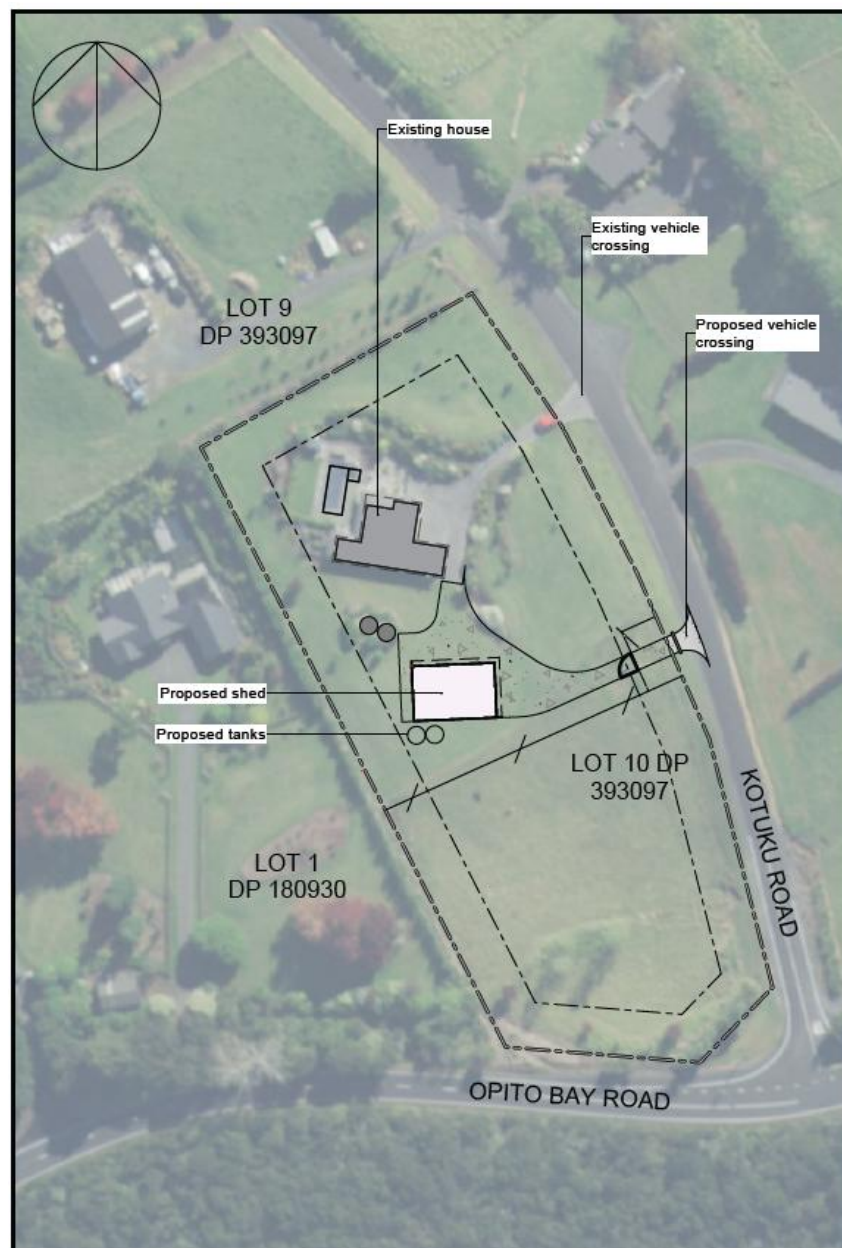 Existing house
Existing vehicle
crossing
LOT 9
DP 393097
Proposed vehicle
crossing
Proposed shed
Proposed tanks
LOT 10 DP
393097
KOTUKU ROAD
LOT 1
DP 180930
OPITO BAY ROAD